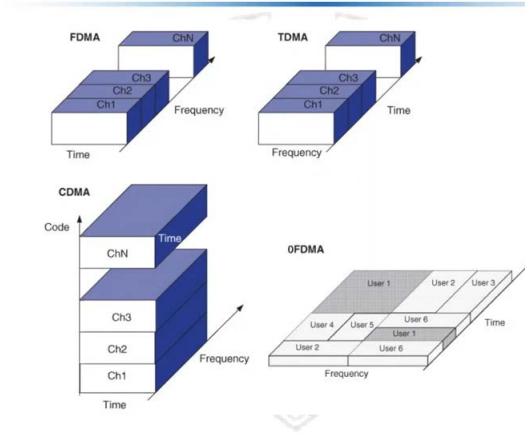 FDMA
ChN
Ch3
Ch2
Ch1
Frequency
Time
TDMA
ChN
Ch3
Ch2
Ch1
Time
Frequency
CDMA
Code
Time
ChN
Ch3
Ch2
Ch1
Frequency
Time
0FDMA
User 1
User 2
User 3
User 4
User 5
User 6
User 1
User 2
User 6
Time
Frequency